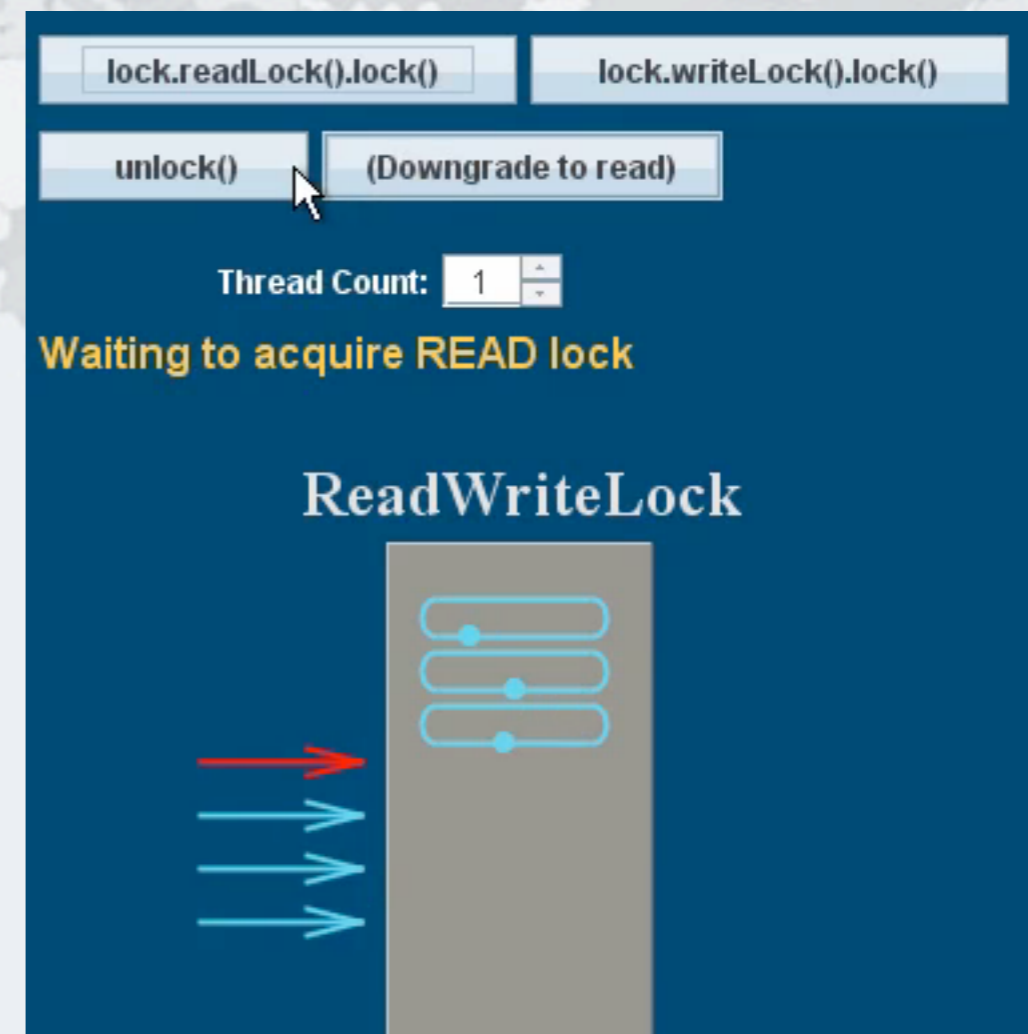 lock.readLock().lock() lock.writeLock().lock()
unlock() (Downgrade to read)
Thread Count: 1
Waiting to acquire READ lock
ReadWriteLock